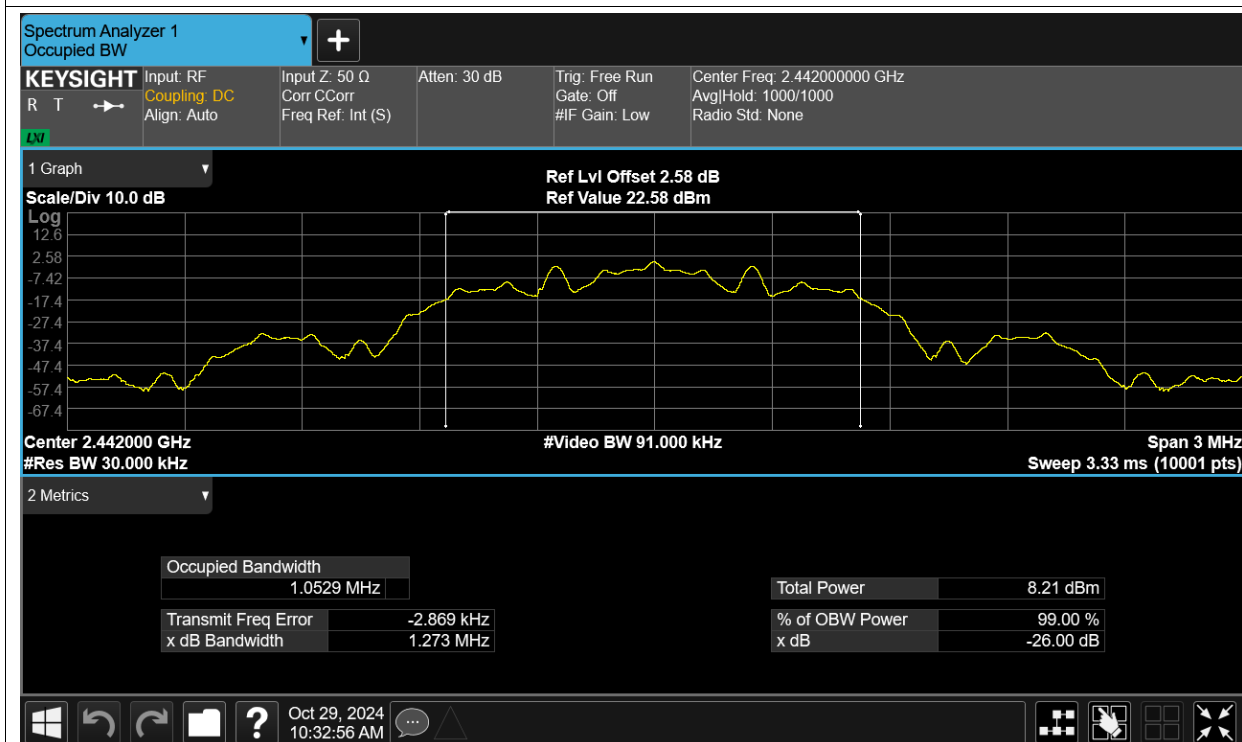 Spectrum Analyzer 1
Occupied BW
KEYSIGHT
R T
LXI
Input: RF
Coupling: DC
Align: Auto
Input Z: 50 Ω
Corr CCorr
Freq Ref: Int (S)
Atten: 30 dB
Trig: Free Run
Gate: Off
#IF Gain: Low
Center Freq: 2.442000000 GHz
Avg|Hold: 1000/1000
Radio Std: None
1 Graph
Scale/Div 10.0 dB
Ref Lvl Offset 2.58 dB
Ref Value 22.58 dBm
Log
12.6
2.58
-7.42
-17.4
-27.4
-37.4
-47.4
-57.4
-67.4
Center 2.442000 GHz
#Res BW 30.000 kHz
#Video BW 91.000 kHz
Span 3 MHz
Sweep 3.33 ms (10001 pts)
2 Metrics
Occupied Bandwidth
1.0529 MHz
Transmit Freq Error -2.869 kHz
x dB Bandwidth 1.273 MHz
Total Power 8.21 dBm
% of OBW Power 99.00 %
x dB -26.00 dB
?
Oct 29, 2024
10:32:56 AM